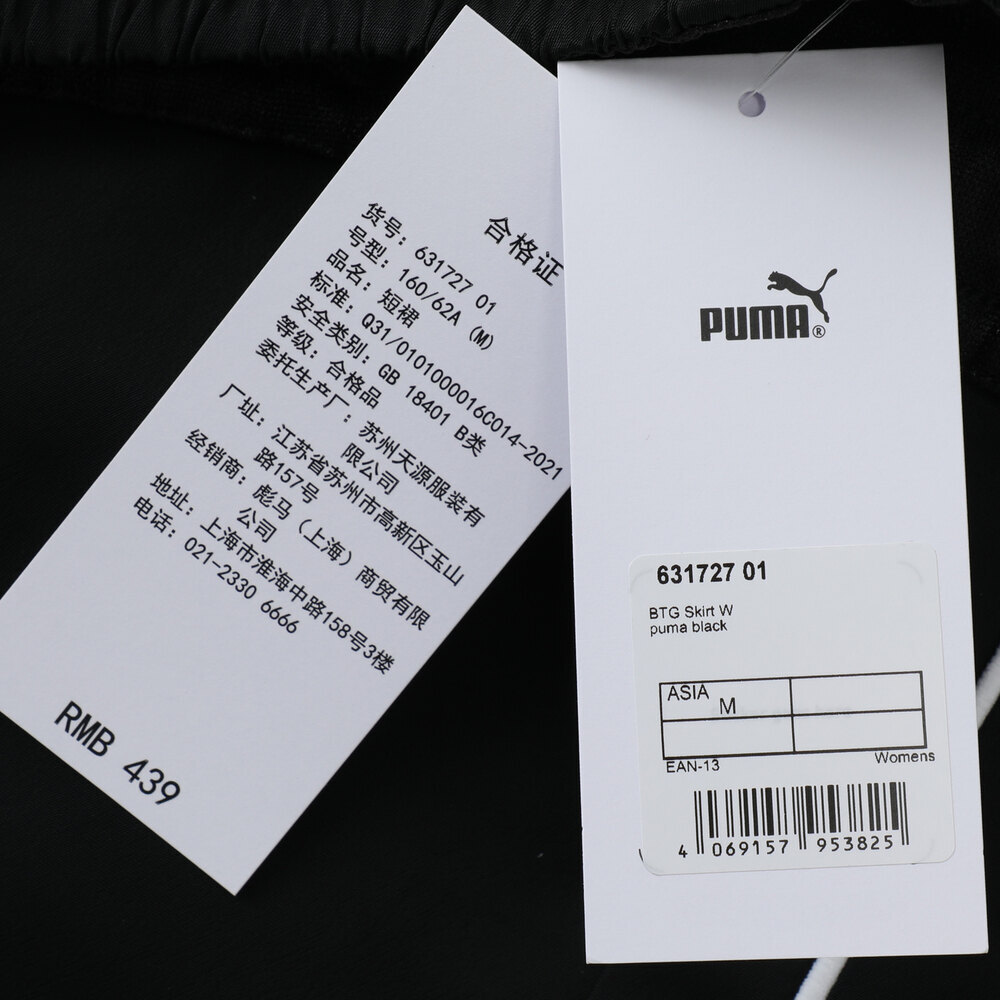 合格证
货号: 631727 01
号型: 160/62A (M)
品名: 短裙
标准: Q31/0101000016C014-2021
安全类别: GB 18401 B类
等级: 合格品
委托生产厂: 苏州天源服装有
限公司
厂址: 江苏省苏州市高新区玉山
路157号
经销商: 彪马（上海）商贸有限
公司
地址: 上海市淮海中路158号3楼
电话: 021-2330 6666
RMB 439
PUMA®
631727 01
BTG Skirt W
puma black
ASIA
M
EAN-13
Womens
4 069157 953825